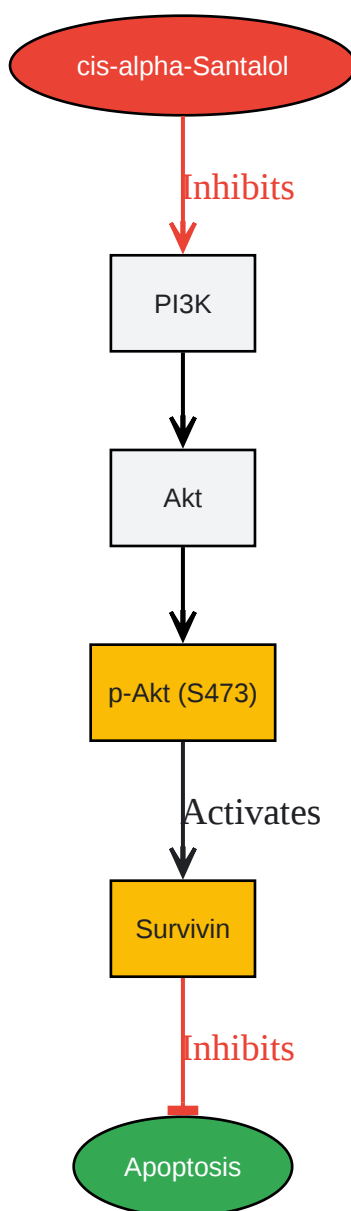 cis-alpha-Santalol
Inhibits
PI3K
Akt
p-Akt (S473)
Activates
Survivin
Inhibits
Apoptosis